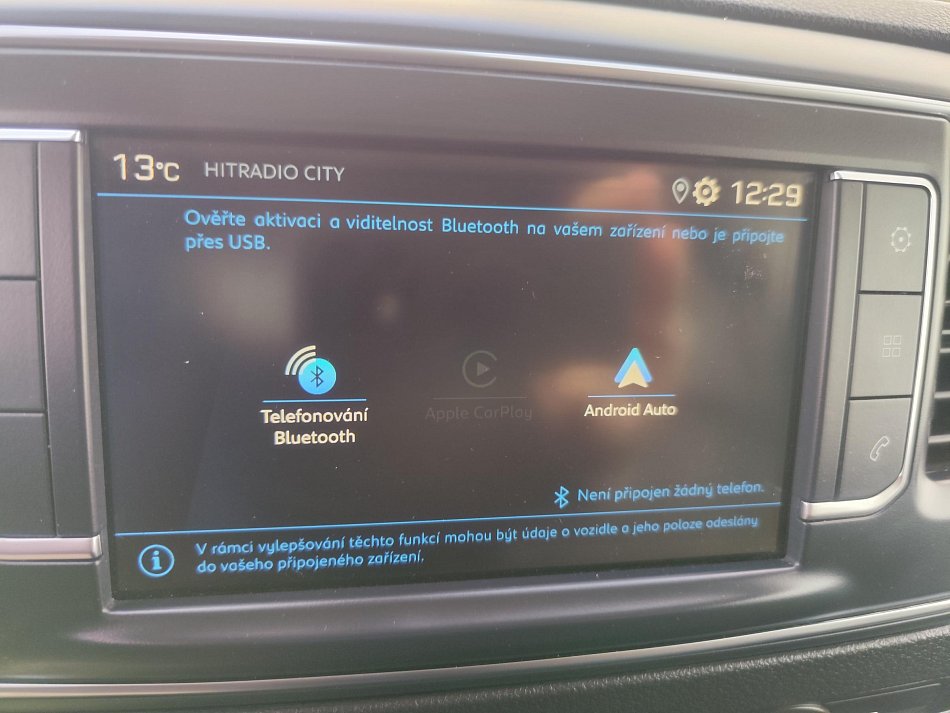 13°C HITRADIO CITY 12:29
Ověřte aktivaci a viditelnost Bluetooth na vašem zařízení nebo je připojte
přes USB.
Telefonování
Bluetooth
Apple CarPlay
Android Auto
Není připojen žádný telefon.
V rámci vylepšování těchto funkcí mohou být údaje o vozidle a jeho poloze odeslány
do vašeho připojeného zařízení.